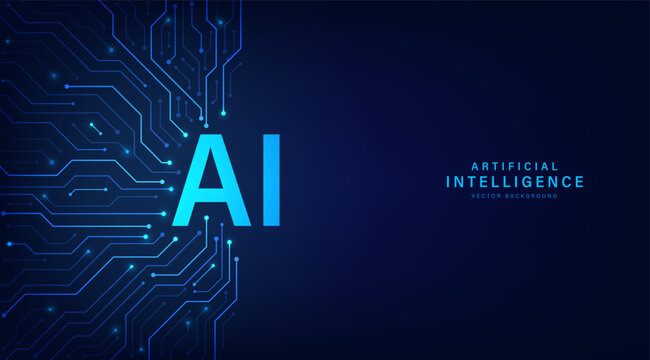 AI
ARTIFICIAL
INTELLIGENCE
VECTOR BACKGROUND